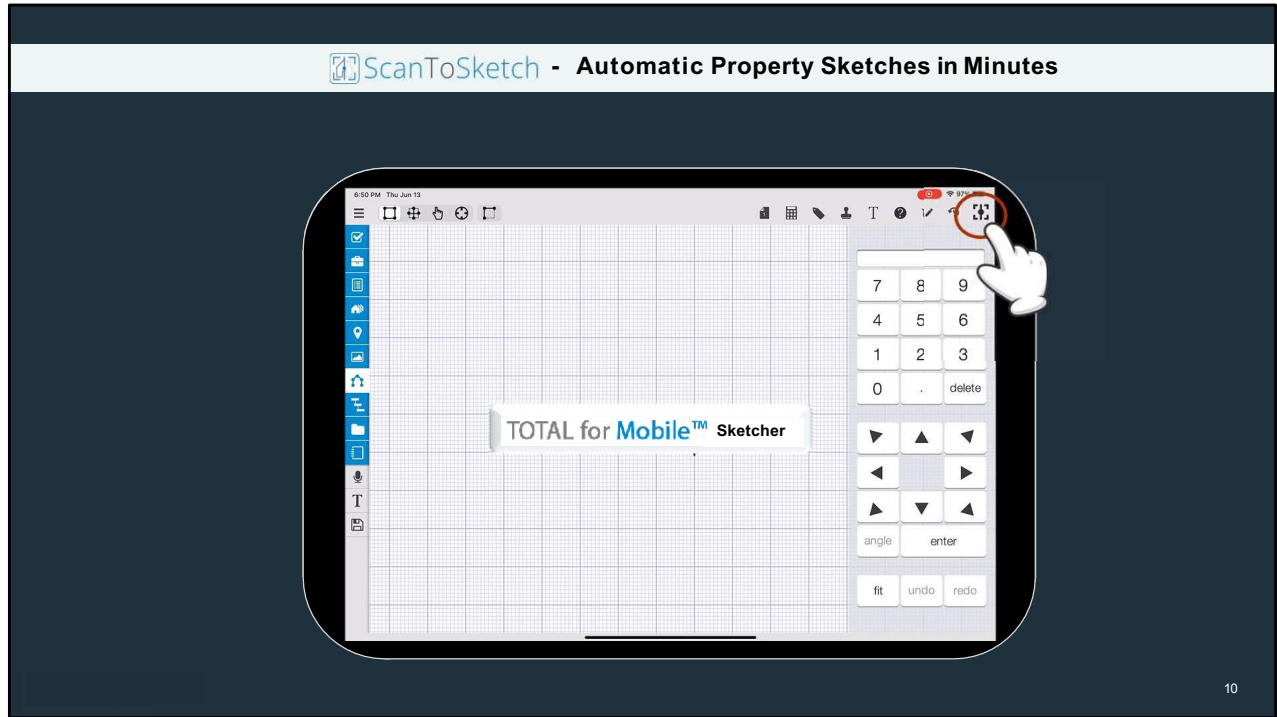 ScanToSketch - Automatic Property Sketches in Minutes
6:50 PM Thu Jun 13
97%
T
7 8 9
4 5 6
1 2 3
0 . delete
TOTAL for Mobile™ Sketcher
T
angle enter
fit undo redo
10